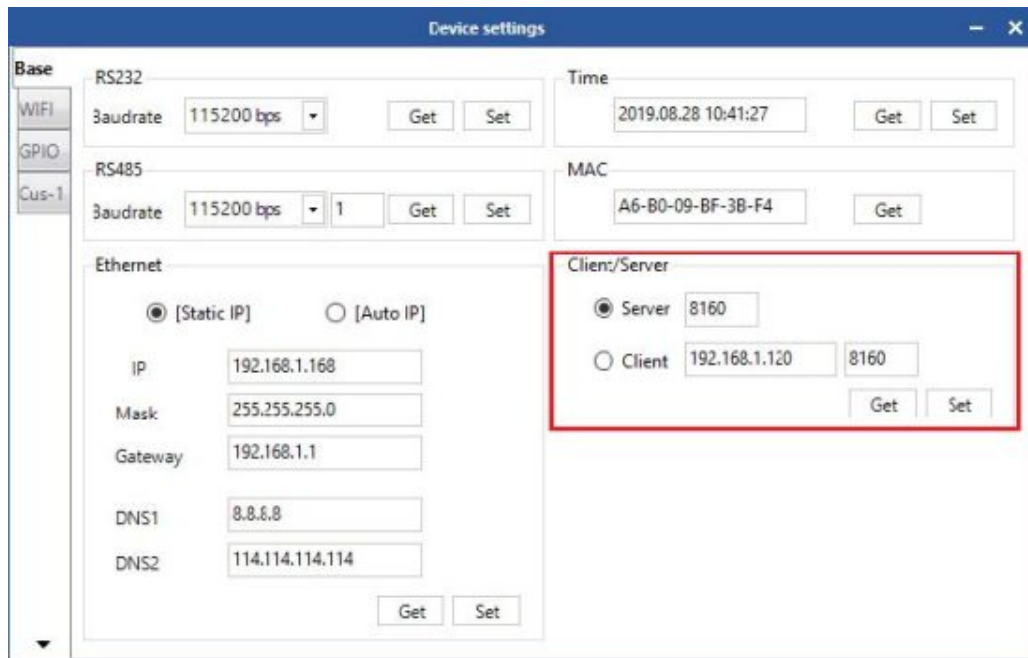 Device settings
Base
WIFI
GPIO
Cus-1
RS232
Baudrate 115200 bps Get Set
RS485
Baudrate 115200 bps 1 Get Set
Ethernet
[Static IP] [Auto IP]
IP 192.168.1.168
Mask 255.255.255.0
Gateway 192.168.1.1
DNS1 8.8.8.8
DNS2 114.114.114.114
Get Set
Time
2019.08.28 10:41:27 Get Set
MAC
A6-B0-09-BF-3B-F4 Get
Client/Server
Server 8160
Client 192.168.1.120 8160
Get Set